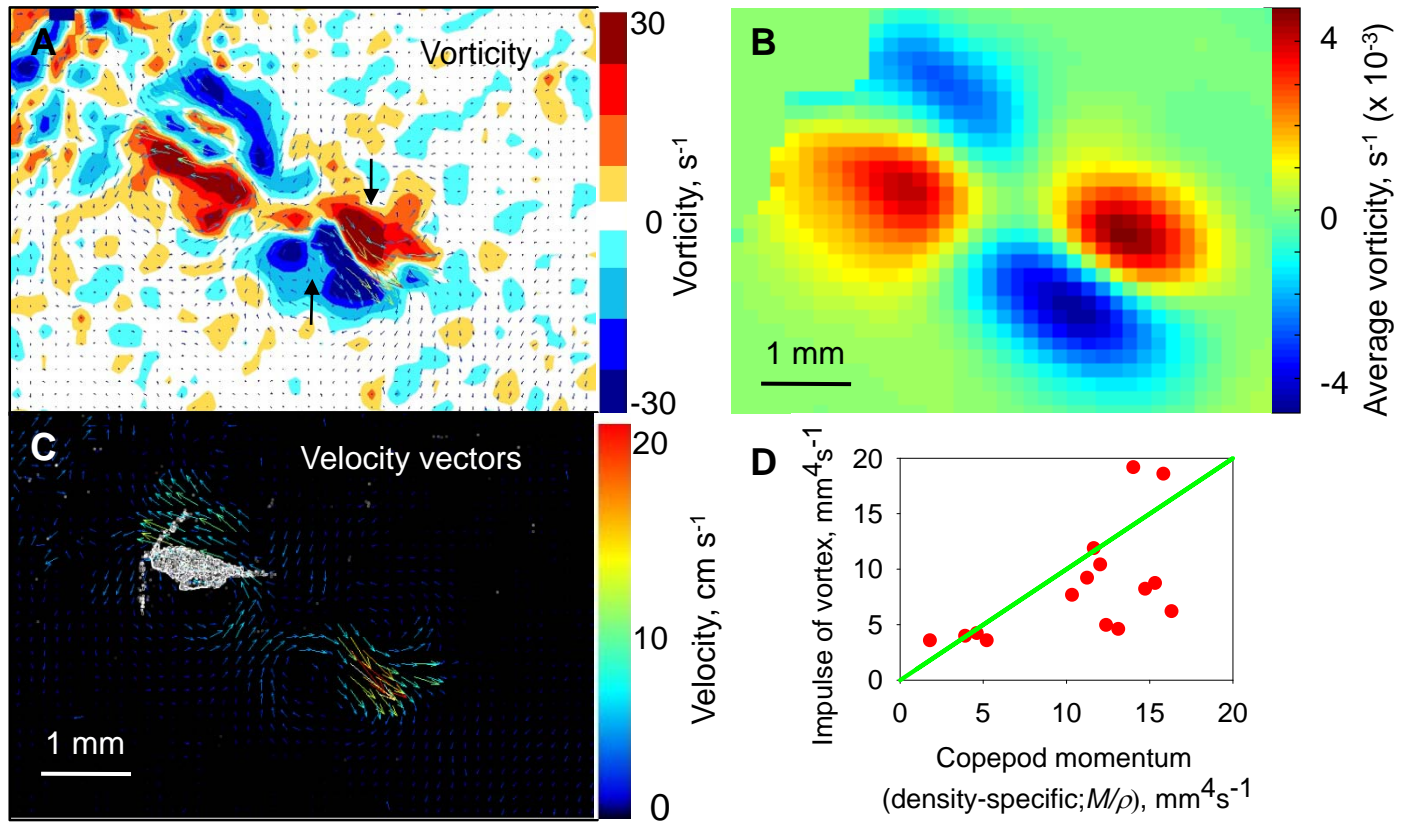 A
Vorticity
30
0
-30
Vorticity, s-1
B
1 mm
4
0
-4
Average vorticity, s-1 (x 10-3)
C
Velocity vectors
1 mm
20
10
0
Velocity, cm s-1
D
Impulse of vortex, mm4s-1
20
15
10
5
0
0 5 10 15 20
Copepod momentum
(density-specific;M/ρ), mm4s-1